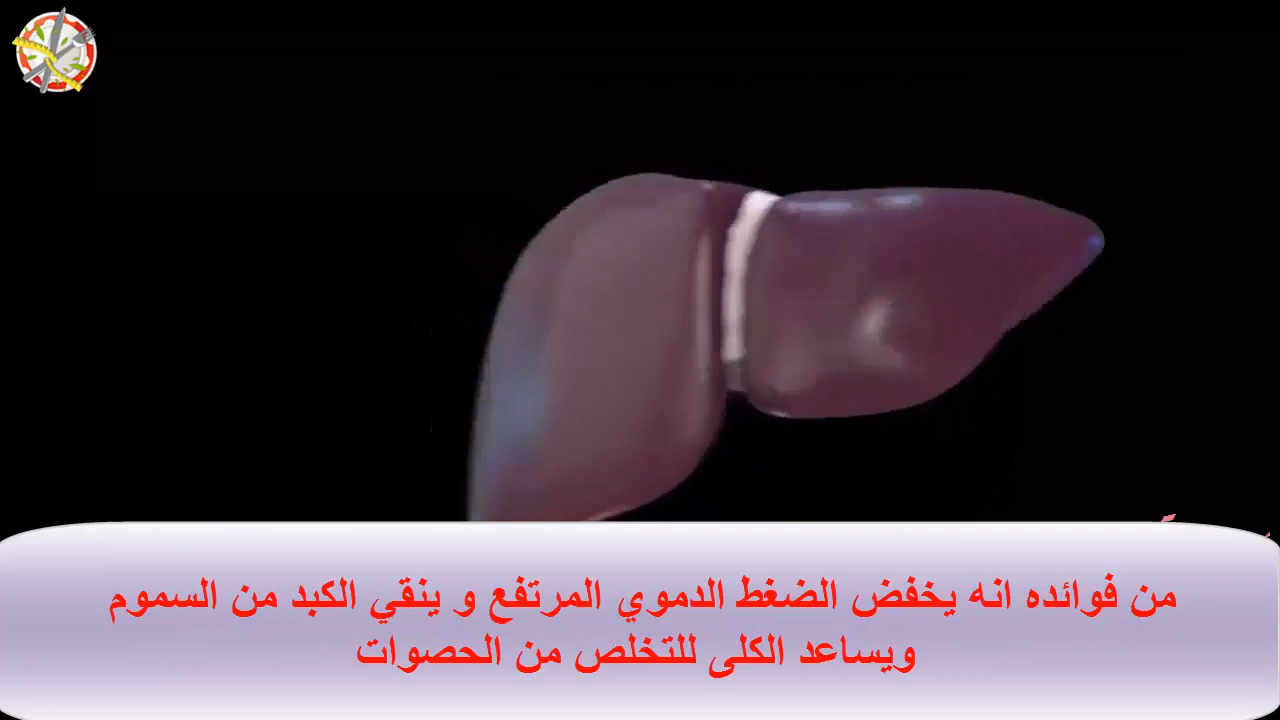 من فوائده انه يخفض الضغط الدموي المرتفع و ينقي الكبد من السموم
ويساعد الكلى للتخلص من الحصوات